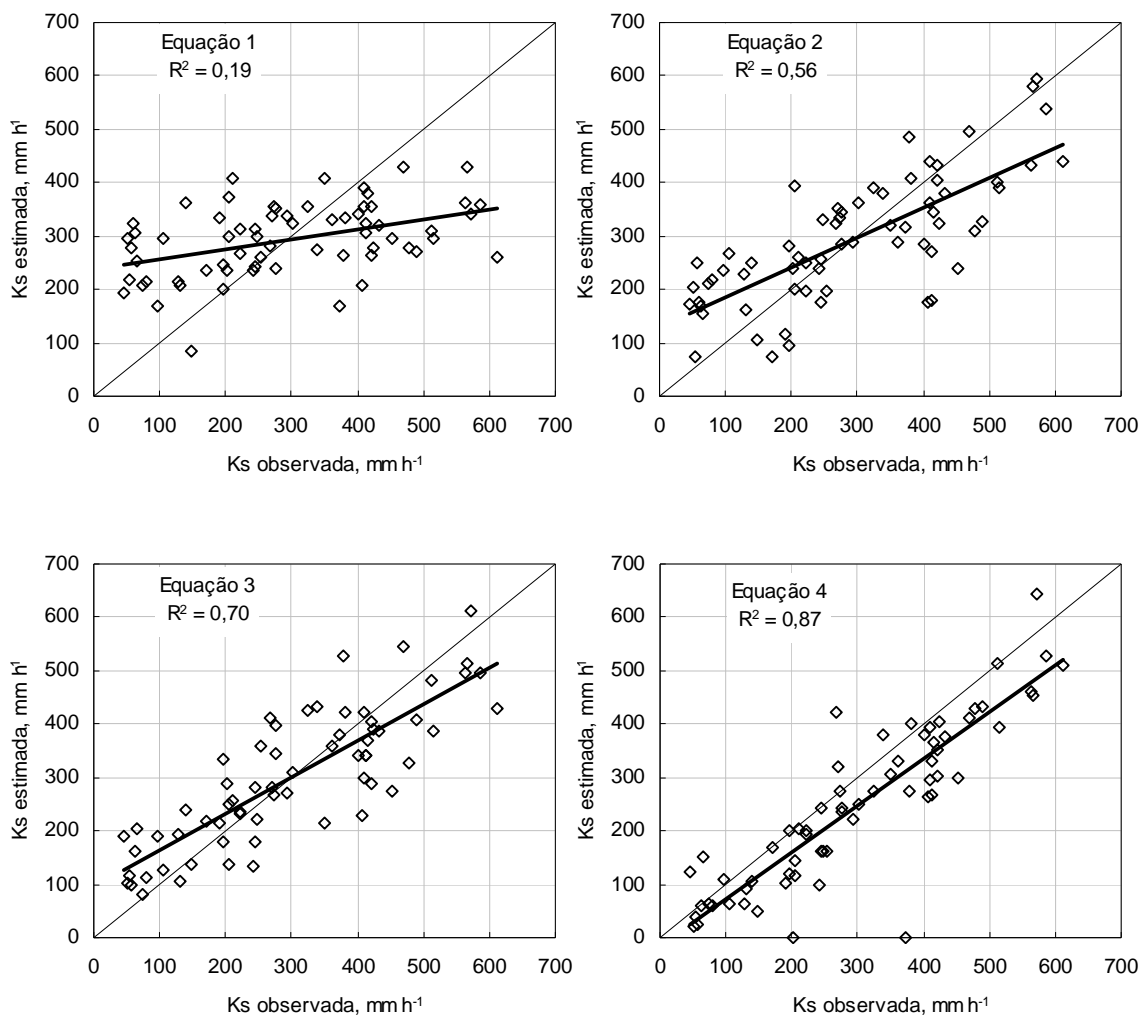 Equação 1
R² = 0,19
700
600
500
400
300
200
100
0
Ks estimada, mm h¹
0 100 200 300 400 500 600 700
Ks observada, mm h-¹
Equação 2
R² = 0,56
700
600
500
400
300
200
100
0
Ks estimada, mm h¹
0 100 200 300 400 500 600 700
Ks observada, mm h-¹
Equação 3
R² = 0,70
700
600
500
400
300
200
100
0
Ks estimada, mm h¹
0 100 200 300 400 500 600 700
Ks observada, mm h-¹
Equação 4
R² = 0,87
700
600
500
400
300
200
100
0
Ks estimada, mm h¹
0 100 200 300 400 500 600 700
Ks observada, mm h-¹